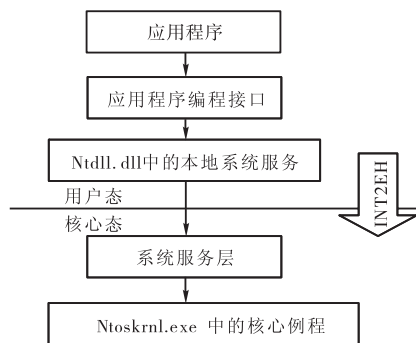 应用程序
应用程序编程接口
Ntdll.dll中的本地系统服务
用户态
核心态
INT2EH
系统服务层
Ntoskrnl.exe 中的核心例程